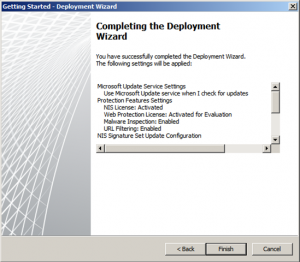 Getting Started - Deployment Wizard
Completing the Deployment
Wizard
You have successfully completed the Deployment Wizard.
The following settings will be applied:
Microsoft Update Service Settings
Use Microsoft Update service when I check for updates
Protection Features Settings
NIS License: Activated
Web Protection License: Activated for Evaluation
Malware Inspection: Enabled
URL Filtering: Enabled
NIS Signature Set Update Configuration
< Back
Finish
Cancel